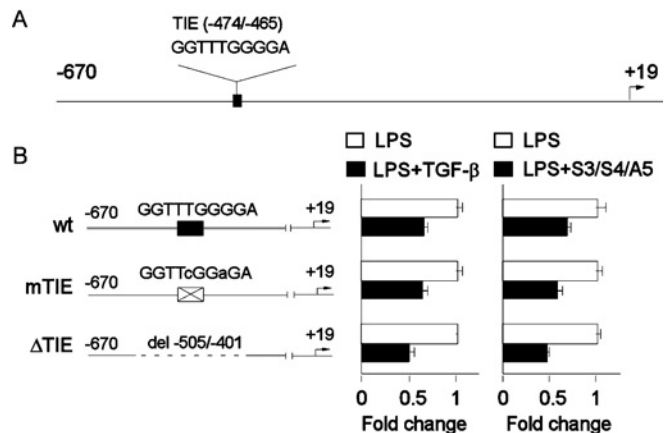 A
TIE (-474/-465)
GGTTTGGGGA
-670
+19
B
LPS
LPS+TGF-β
LPS
LPS+S3/S4/A5
wt
-670
GGTTTGGGGA
+19
mTIE
-670
GGTTcGGaGA
+19
ΔTIE
-670
del -505/-401
+19
0 0.5 1
Fold change
0 0.5 1
Fold change